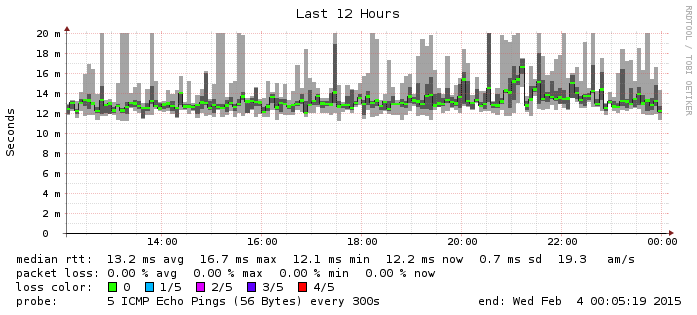 Last 12 Hours
RRDTOOL / TOBI OETIKER
Seconds
20 m
18 m
16 m
14 m
12 m
10 m
8 m
6 m
4 m
2 m
0
14:00 16:00 18:00 20:00 22:00 00:00
median rtt: 13.2 ms avg 16.7 ms max 12.1 ms min 12.2 ms now 0.7 ms sd 19.3 am/s
packet loss: 0.00 % avg 0.00 % max 0.00 % min 0.00 % now
loss color: 0 1/5 2/5 3/5 4/5
probe: 5 ICMP Echo Pings (56 Bytes) every 300s end: Wed Feb 4 00:05:19 2015